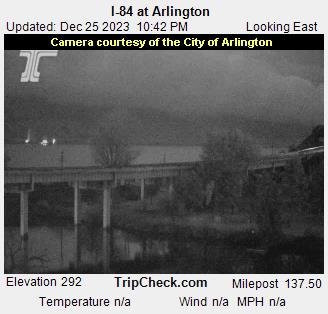 I-84 at Arlington
Updated: Dec 25 2023 10:42 PM Looking East
Camera courtesy of the City of Arlington
Elevation 292 TripCheck.com Milepost 137.50
Temperature n/a Wind n/a MPH n/a